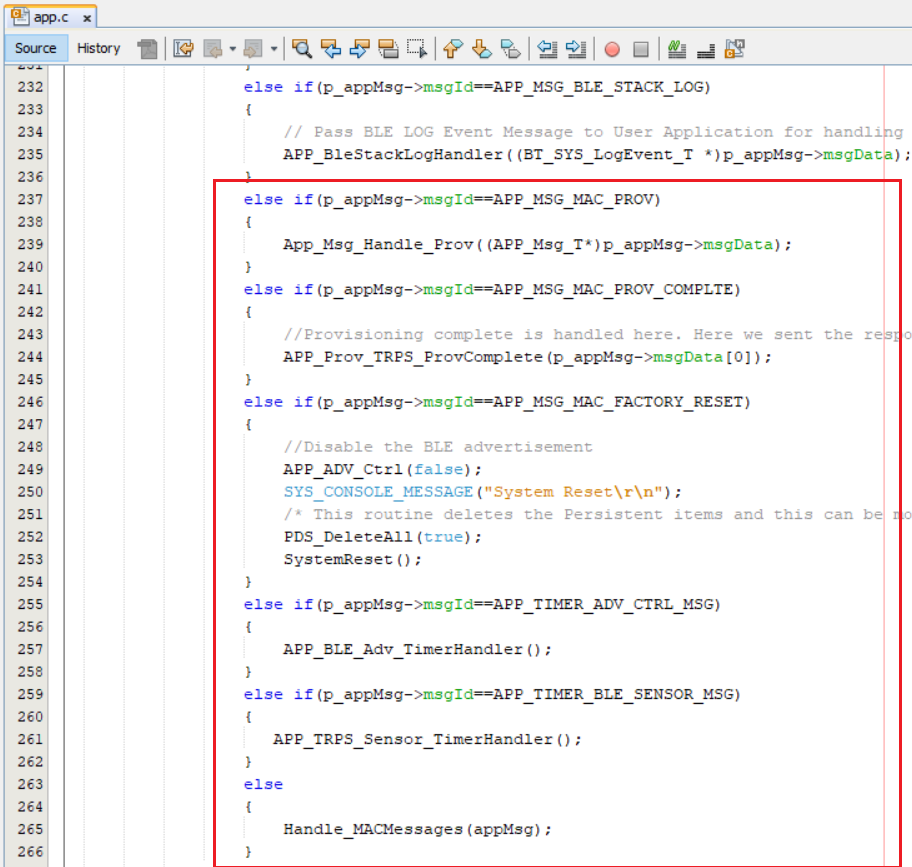 app.c
Source History
231 }
232 else if(p_appMsg->msgId==APP_MSG_BLE_STACK_LOG)
233 {
234 // Pass BLE LOG Event Message to User Application for handling
235 APP_BleStackLogHandler((BT_SYS_LogEvent_T *)p_appMsg->msgData);
236 }
237 else if(p_appMsg->msgId==APP_MSG_MAC_PROV)
238 {
239 App_Msg_Handle_Prov((APP_Msg_T*)p_appMsg->msgData);
240 }
241 else if(p_appMsg->msgId==APP_MSG_MAC_PROV_COMPLTE)
242 {
243 //Provisioning complete is handled here. Here we sent the respo
244 APP_Prov_TRPS_ProvComplete(p_appMsg->msgData[0]);
245 }
246 else if(p_appMsg->msgId==APP_MSG_MAC_FACTORY_RESET)
247 {
248 //Disable the BLE advertisement
249 APP_ADV_Ctrl(false);
250 SYS_CONSOLE_MESSAGE("System Reset\r\n");
251 /* This routine deletes the Persistent items and this can be mo
252 PDS_DeleteAll(true);
253 SystemReset();
254 }
255 else if(p_appMsg->msgId==APP_TIMER_ADV_CTRL_MSG)
256 {
257 APP_BLE_Adv_TimerHandler();
258 }
259 else if(p_appMsg->msgId==APP_TIMER_BLE_SENSOR_MSG)
260 {
261 APP_TRPS_Sensor_TimerHandler();
262 }
263 else
264 {
265 Handle_MACMessages(appMsg);
266 }